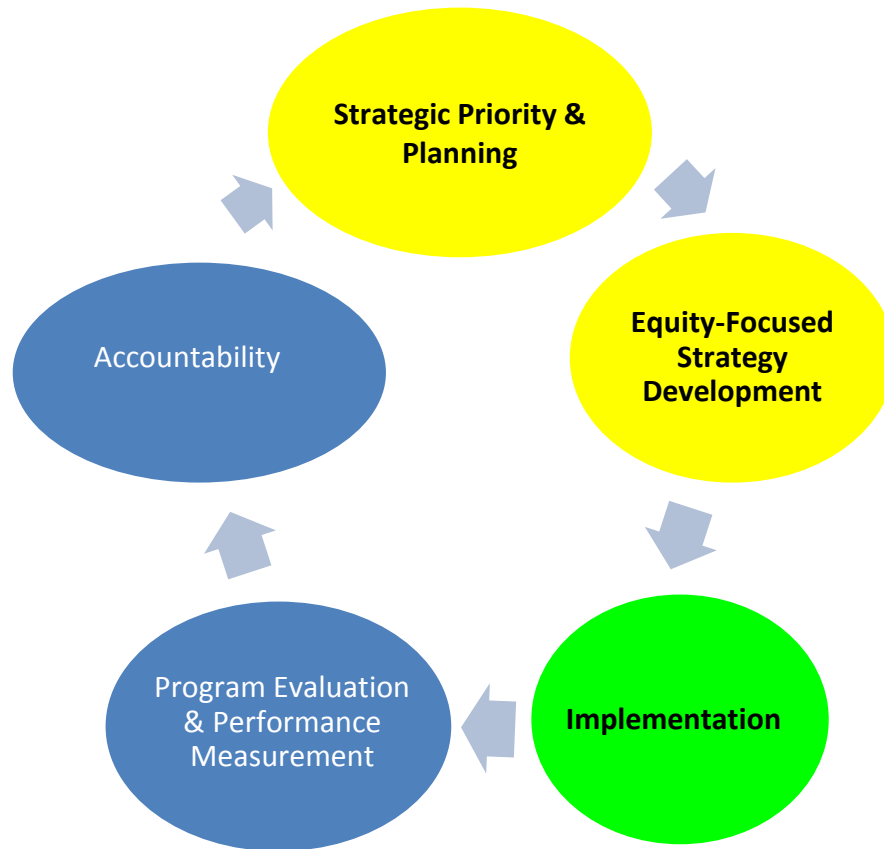 Strategic Priority &
Planning
Equity-Focused
Strategy
Development
Implementation
Program Evaluation
& Performance
Measurement
Accountability